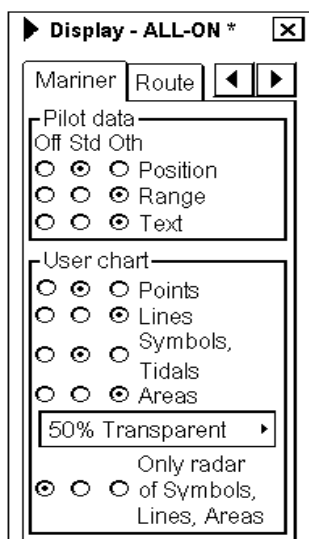 Display - ALL-ON *
Mariner Route
Pilot data
Off Std Oth
Position
Range
Text
User chart
Points
Lines
Symbols,
Tidals
Areas
50% Transparent
Only radar
of Symbols,
Lines, Areas